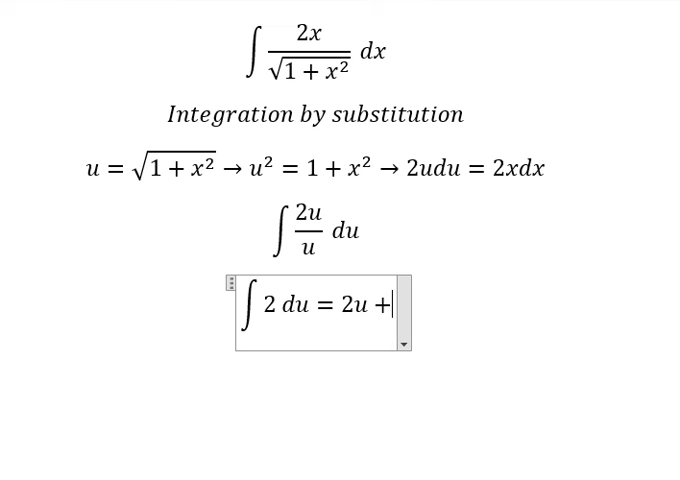 ∫ 2x/√(1 + x²) dx
Integration by substitution
u = √(1 + x²) → u² = 1 + x² → 2udu = 2xdx
∫ 2u/u du
∫ 2 du = 2u +